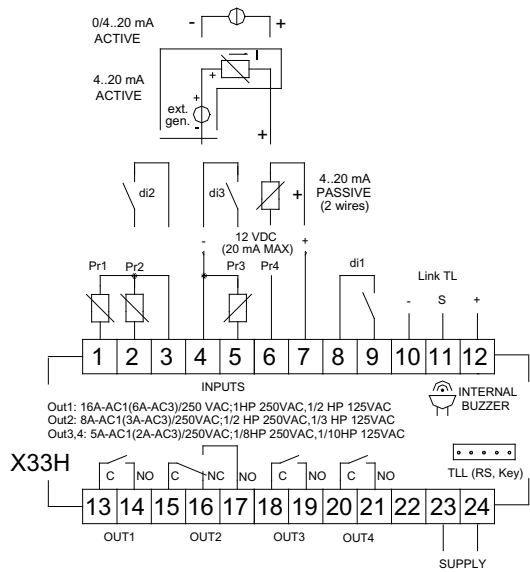 0/4..20 mA
ACTIVE
- +
I
+
4..20 mA
ACTIVE
+
ext.
gen.
-
+
di2
di3
+
4..20 mA
PASSIVE
(2 wires)
- 12 VDC +
(20 mA MAX)
Pr1 Pr2 Pr3 Pr4 di1
Link TL
- S +
1 2 3 4 5 6 7 8 9 10 11 12
INPUTS
INTERNAL
BUZZER
Out1: 16A-AC1(6A-AC3)/250 VAC;1HP 250VAC,1/2 HP 125VAC
Out2: 8A-AC1(3A-AC3)/250VAC;1/2 HP 250VAC,1/3 HP 125VAC
Out3,4: 5A-AC1(2A-AC3)/250VAC;1/8HP 250VAC,1/10HP 125VAC
X33H
TLL (RS, Key)
C NO C NC NO C NO C NO
13 14 15 16 17 18 19 20 21 22 23 24
OUT1 OUT2 OUT3 OUT4
SUPPLY